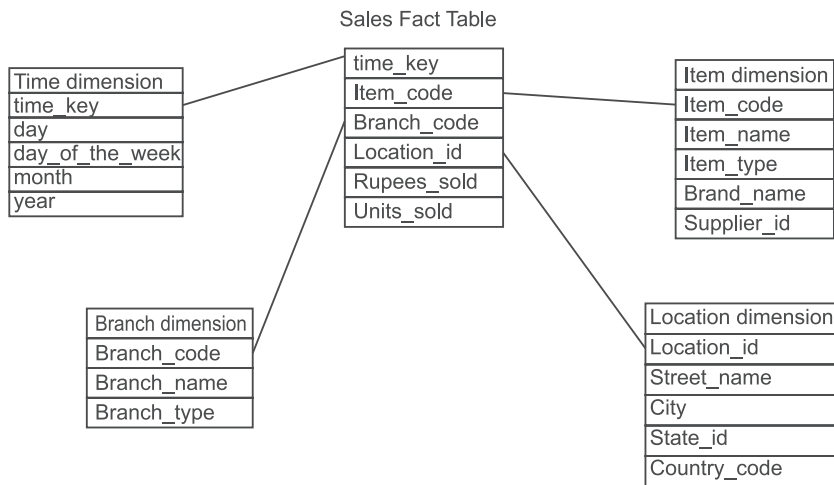 Sales Fact Table
time_key
Item_code
Branch_code
Location_id
Rupees_sold
Units_sold
Time dimension
time_key
day
day_of_the_week
month
year
Item dimension
Item_code
Item_name
Item_type
Brand_name
Supplier_id
Branch dimension
Branch_code
Branch_name
Branch_type
Location dimension
Location_id
Street_name
City
State_id
Country_code